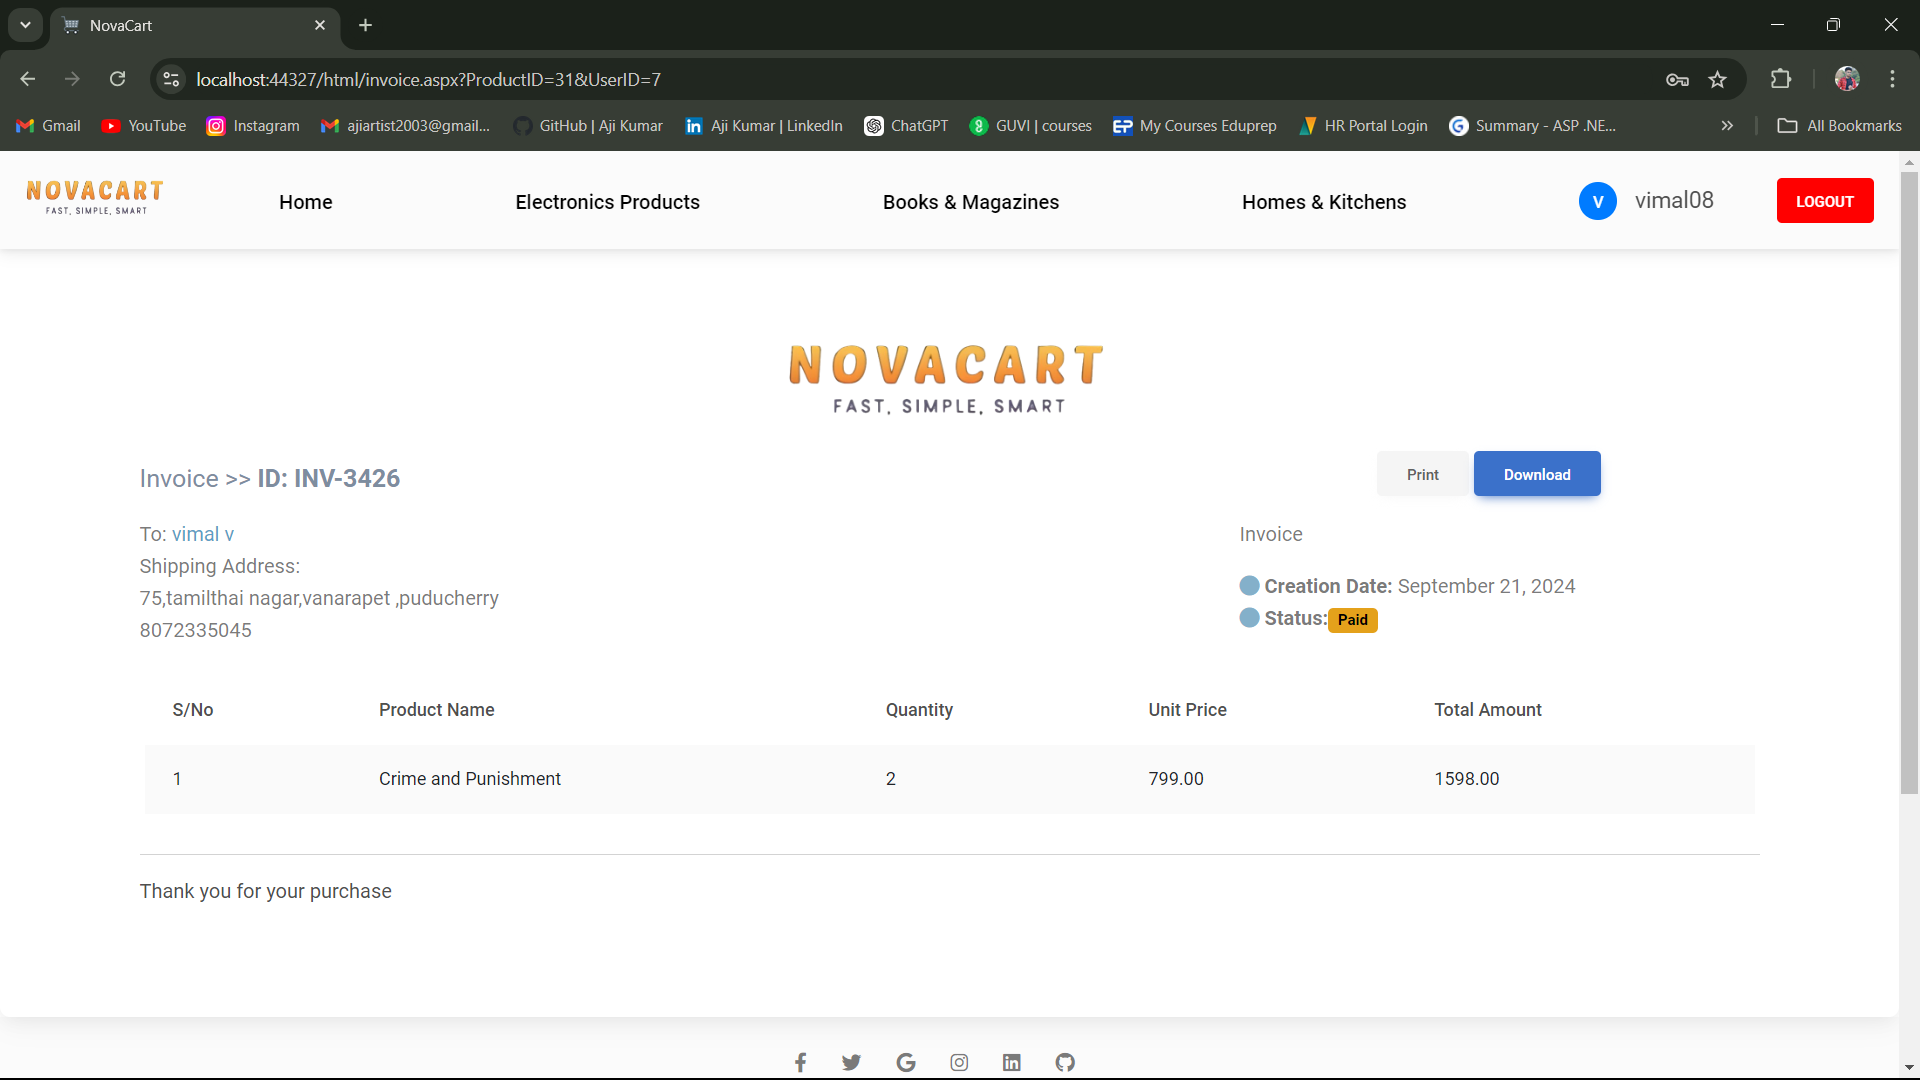 NovaCart
localhost:44327/html/invoice.aspx?ProductID=31&UserID=7
Gmail YouTube Instagram ajiartist2003@gmail... GitHub | Aji Kumar Aji Kumar | LinkedIn ChatGPT GUVI | courses EP My Courses Eduprep HR Portal Login Summary - ASP .NE... All Bookmarks
NOVACART
FAST, SIMPLE, SMART
Home Electronics Products Books & Magazines Homes & Kitchens V vimal08 LOGOUT
NOVACART
FAST, SIMPLE, SMART
Invoice >> ID: INV-3426 Print Download
To: vimal v
Shipping Address:
75,tamilthai nagar,vanarapet ,puducherry
8072335045
Invoice
Creation Date: September 21, 2024
Status:Paid
S/No Product Name Quantity Unit Price Total Amount
1 Crime and Punishment 2 799.00 1598.00
Thank you for your purchase